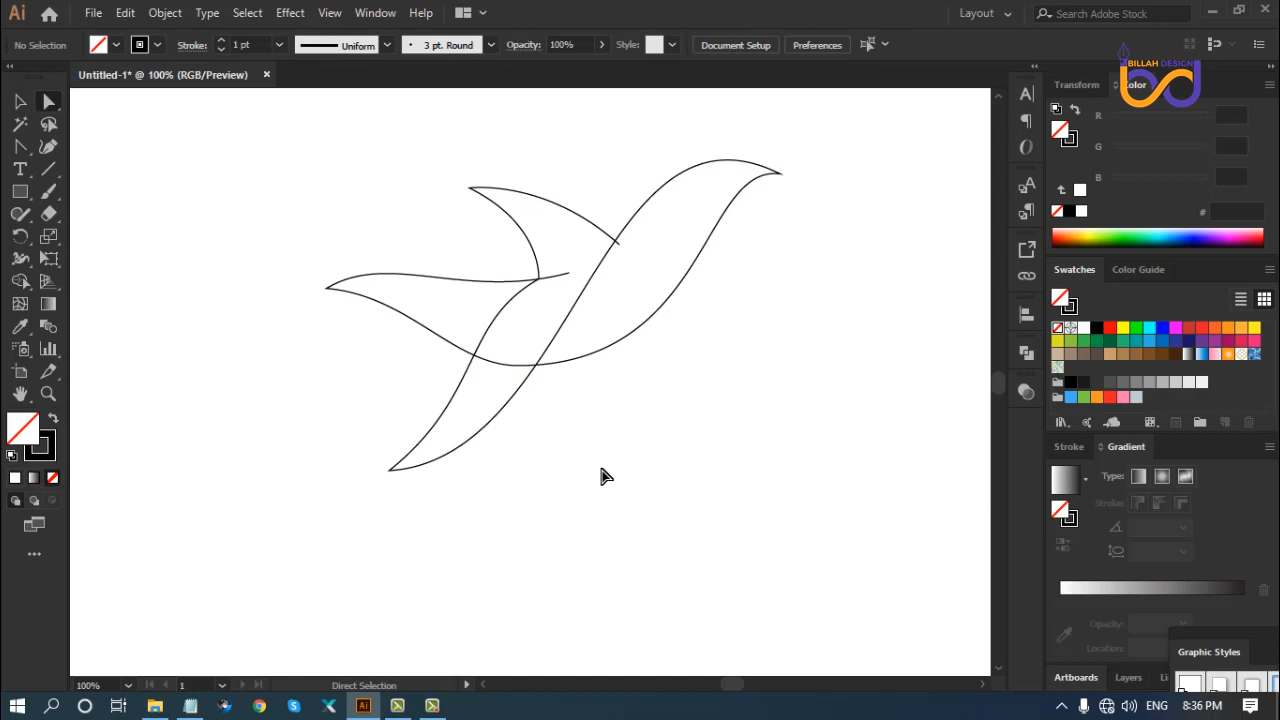 Ai File Edit Object Type Select Effect View Window Help Layout Search Adobe Stock
No Selection Stroke: 1 pt Uniform 3 pt. Round Opacity: 100% Style: Document Setup Preferences
BILLAH DESIGN
Untitled-1* @ 100% (RGB/Preview)
Transform Color
R
G
B
#
Swatches Color Guide
Stroke Gradient
Type:
Stroke:
Opacity:
Location:
Graphic Styles
Artboards Layers Li
100% 1 Direct Selection
Ai ENG 8:36 PM